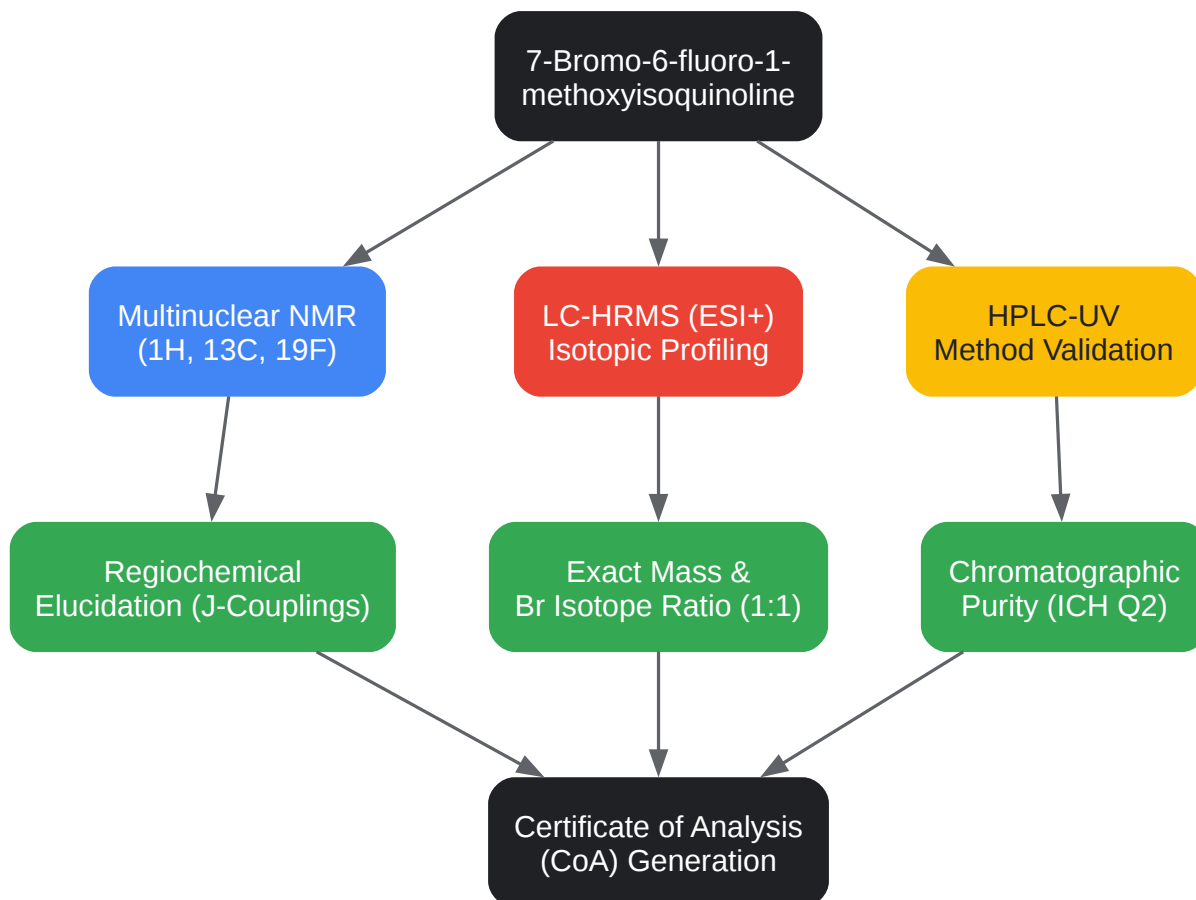 7-Bromo-6-fluoro-1-
methoxyisoquinoline
Multinuclear NMR
(1H, 13C, 19F)
LC-HRMS (ESI+)
Isotopic Profiling
HPLC-UV
Method Validation
Regiochemical
Elucidation (J-Couplings)
Exact Mass &
Br Isotope Ratio (1:1)
Chromatographic
Purity (ICH Q2)
Certificate of Analysis
(CoA) Generation